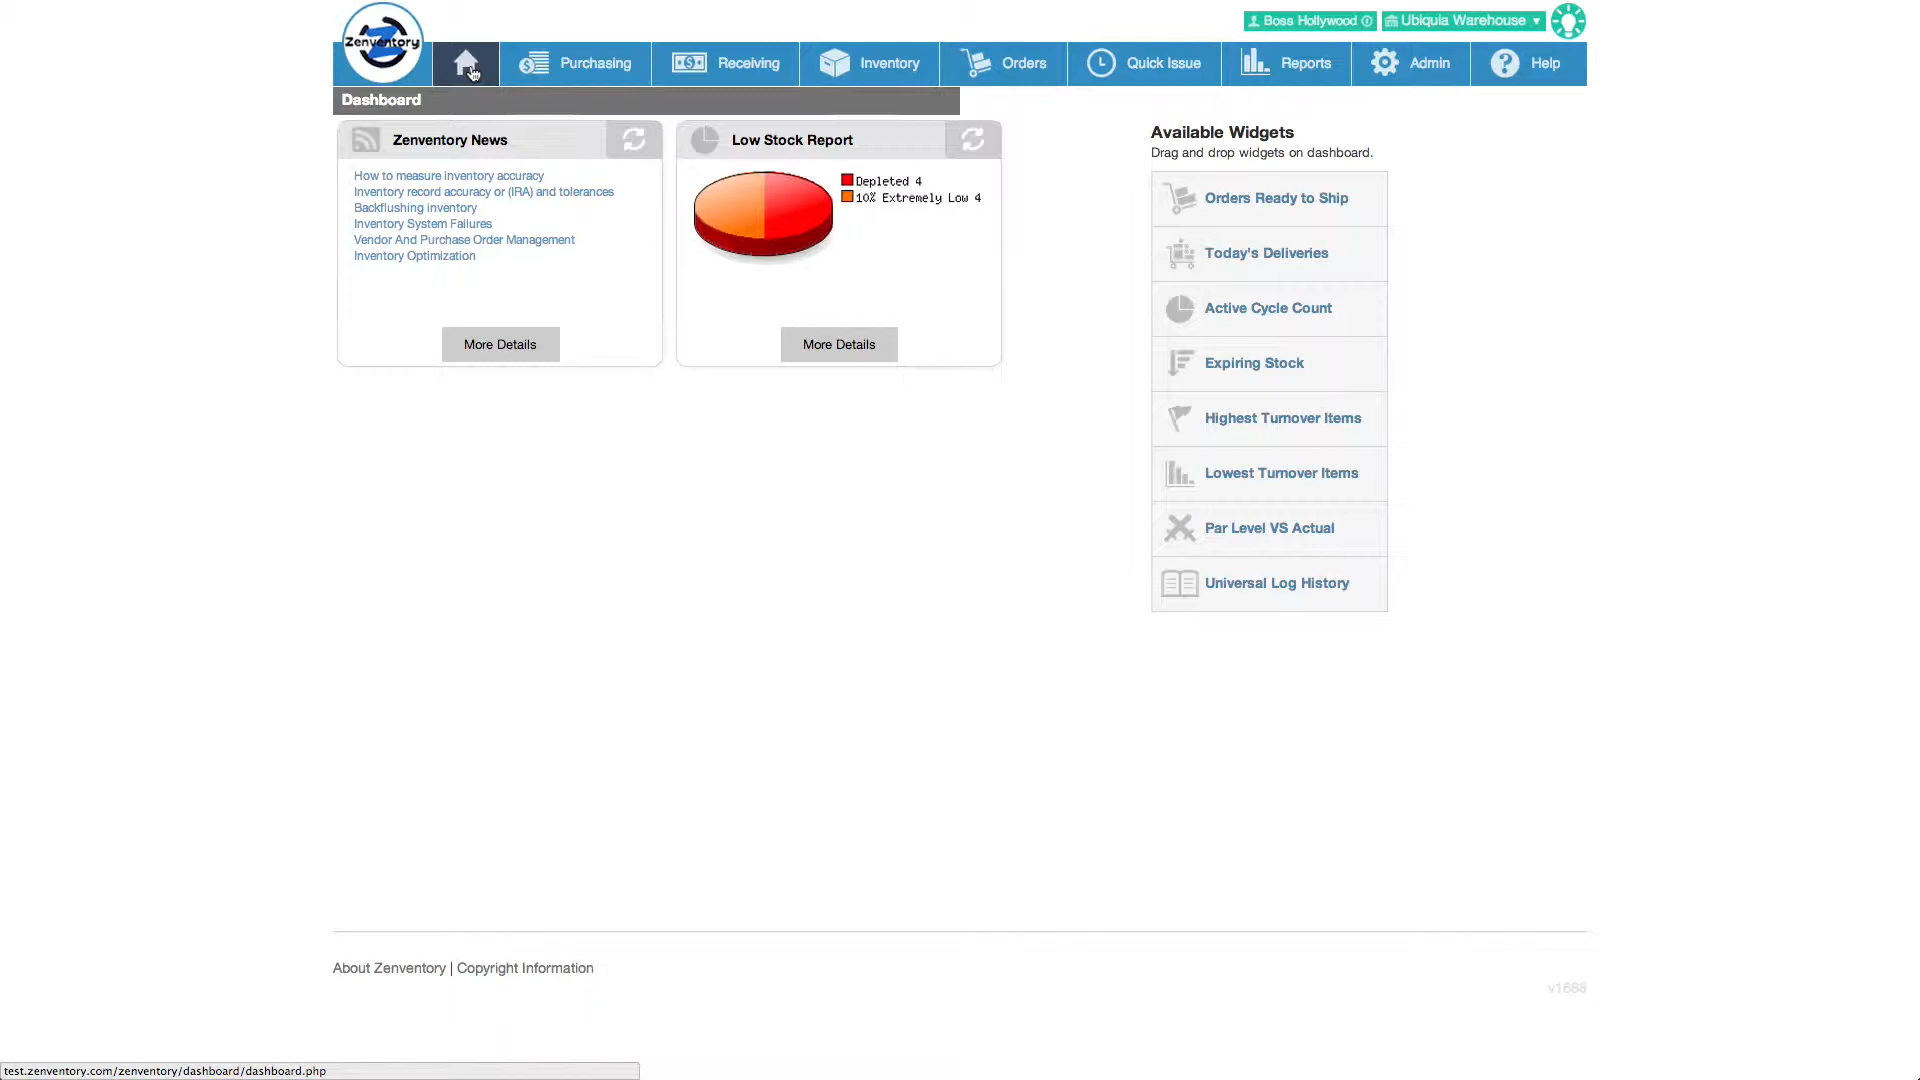 Boss Hollywood
Ubiquia Warehouse
Zenventory
Purchasing
Receiving
Inventory
Orders
Quick Issue
Reports
Admin
Help
Dashboard
Zenventory News
How to measure inventory accuracy
Inventory record accuracy or (IRA) and tolerances
Backflushing inventory
Inventory System Failures
Vendor And Purchase Order Management
Inventory Optimization
More Details
Low Stock Report
Depleted 4
10% Extremely Low 4
More Details
Available Widgets
Drag and drop widgets on dashboard.
Orders Ready to Ship
Today's Deliveries
Active Cycle Count
Expiring Stock
Highest Turnover Items
Lowest Turnover Items
Par Level VS Actual
Universal Log History
About Zenventory | Copyright Information
v1688
test.zenventory.com/zenventory/dashboard/dashboard.php